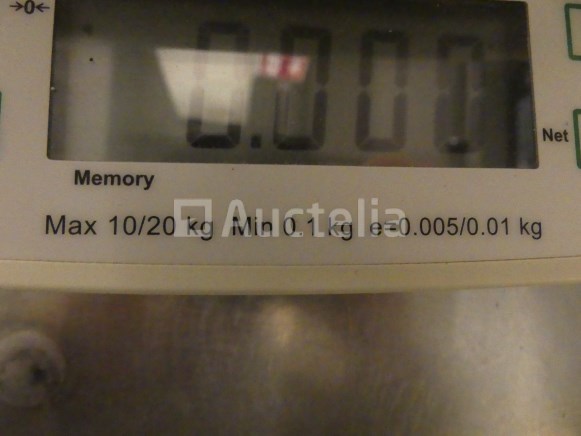 →0←
0.000
Net
Memory
Auctelia
Max 10/20 kg Min 0.1 kg e=0.005/0.01 kg